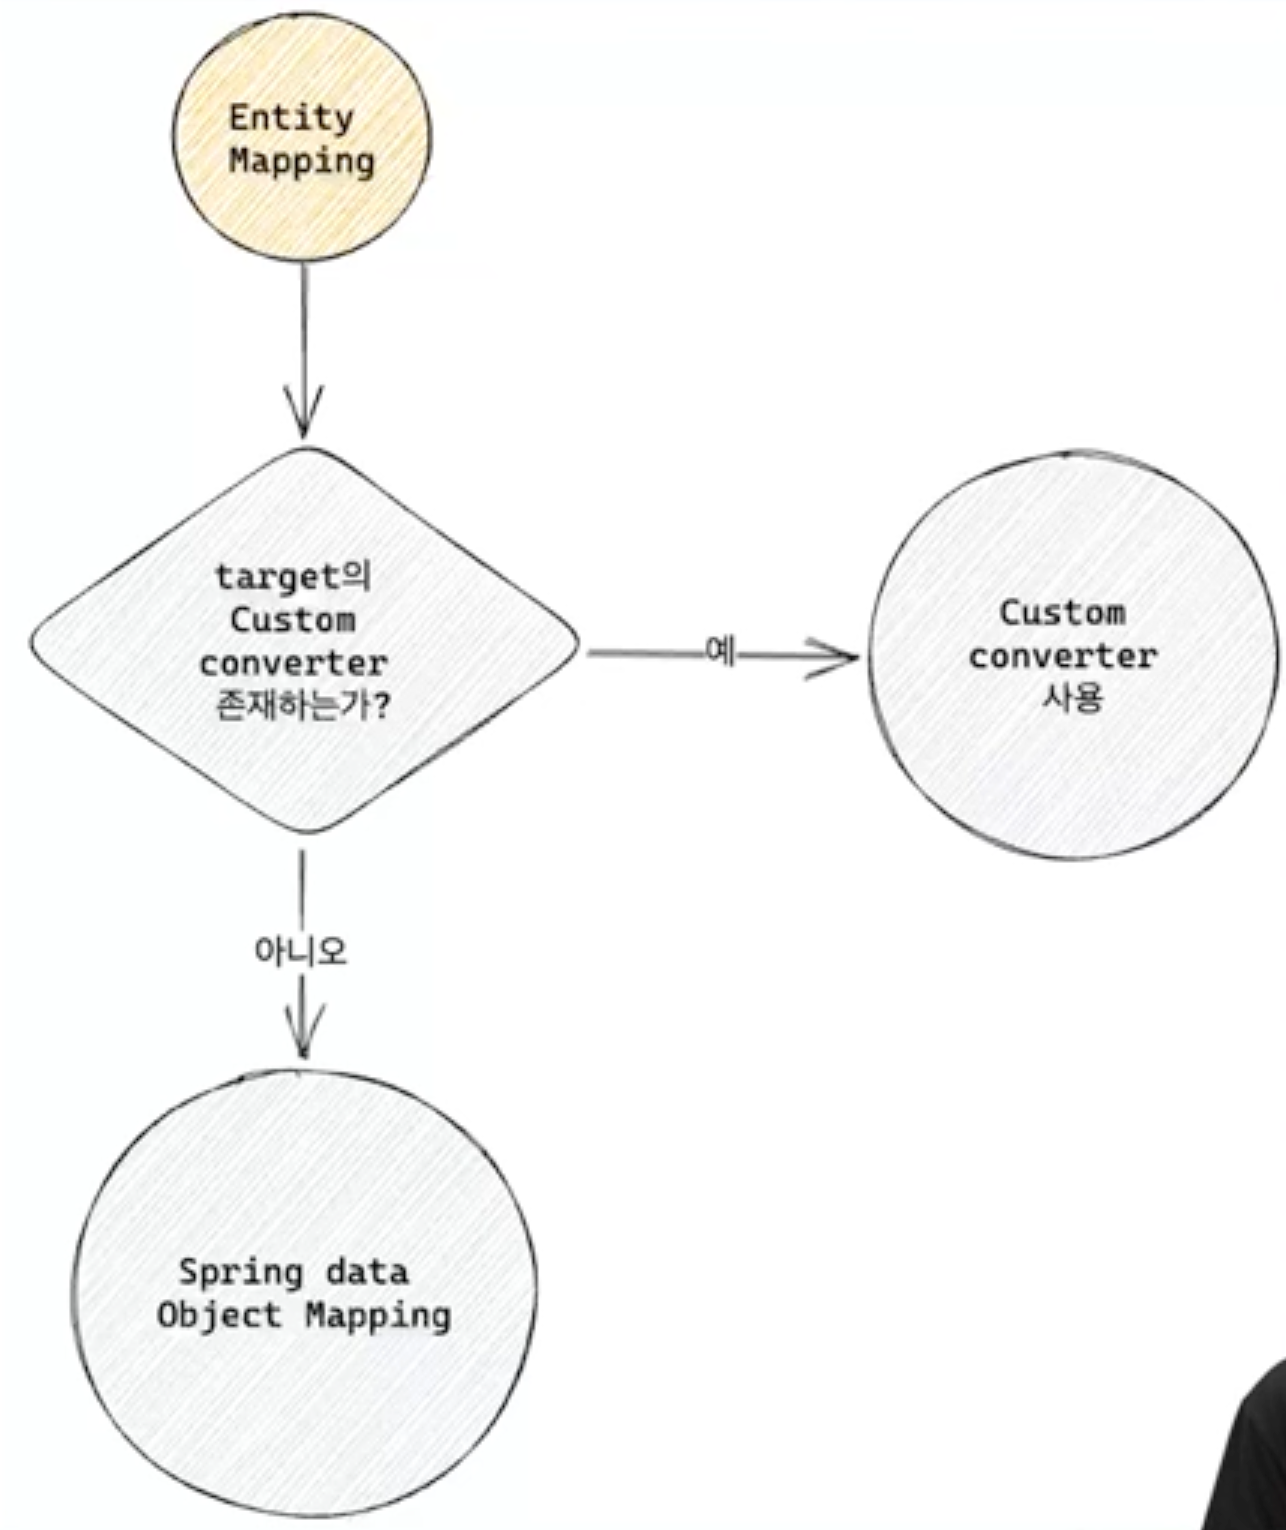 Entity
Mapping
target의
Custom
converter
존재하는가?
예
Custom
converter
사용
아니오
Spring data
Object Mapping